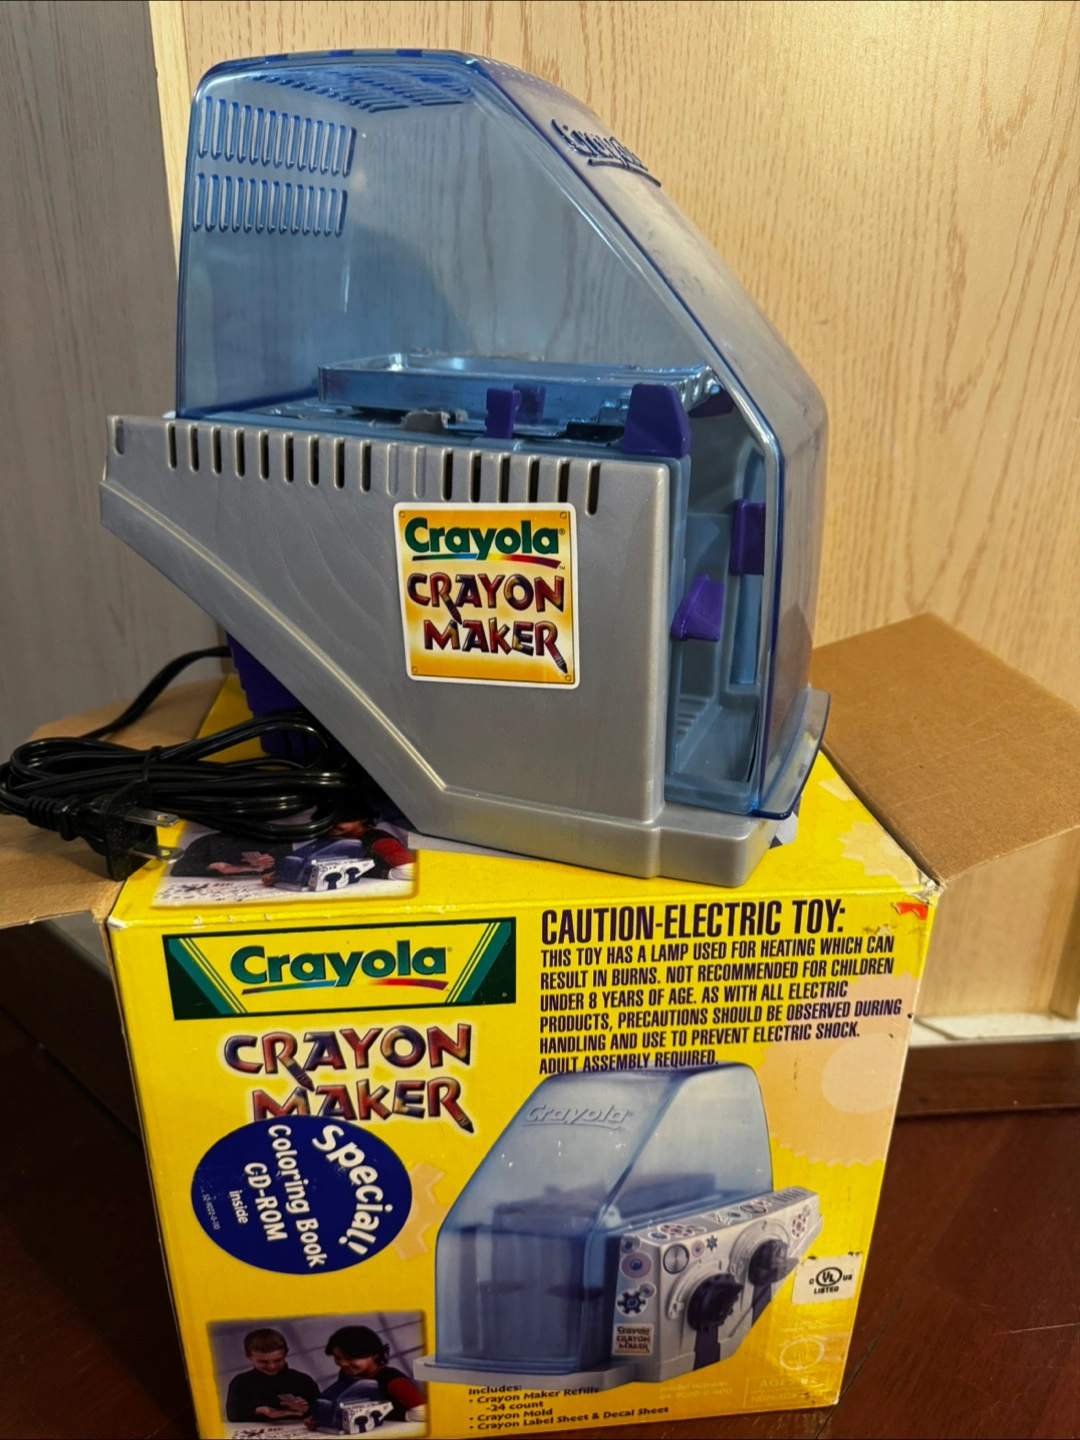 Crayola
Crayola®
CRAYON
MAKER
Crayola®
CRAYON
MAKER
Special!
Coloring Book
CD-ROM
inside
CAUTION-ELECTRIC TOY:
THIS TOY HAS A LAMP USED FOR HEATING WHICH CAN
RESULT IN BURNS. NOT RECOMMENDED FOR CHILDREN
UNDER 8 YEARS OF AGE. AS WITH ALL ELECTRIC
PRODUCTS, PRECAUTIONS SHOULD BE OBSERVED DURING
HANDLING AND USE TO PREVENT ELECTRIC SHOCK.
ADULT ASSEMBLY REQUIRED.
Crayola
Crayola
CRAYON
MAKER
C UL US
LISTED
Includes:
• Crayon Maker Refills
-24 count
• Crayon Mold
• Crayon Label Sheet & Decal Sheet